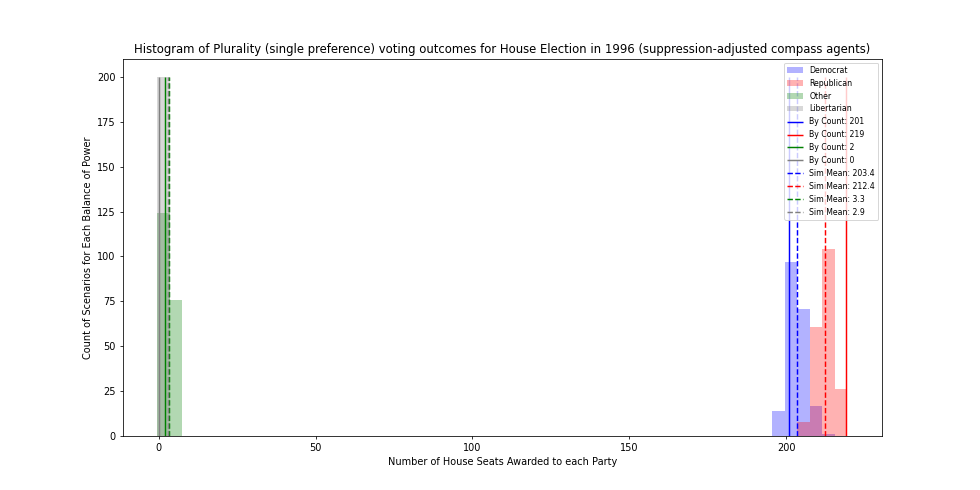 Histogram of Plurality (single preference) voting outcomes for House Election in 1996 (suppression-adjusted compass agents)
Count of Scenarios for Each Balance of Power
200
175
150
125
100
75
50
25
0
Democrat
Republican
Other
Libertarian
By Count: 201
By Count: 219
By Count: 2
By Count: 0
Sim Mean: 203.4
Sim Mean: 212.4
Sim Mean: 3.3
Sim Mean: 2.9
0
50
100
150
200
Number of House Seats Awarded to each Party